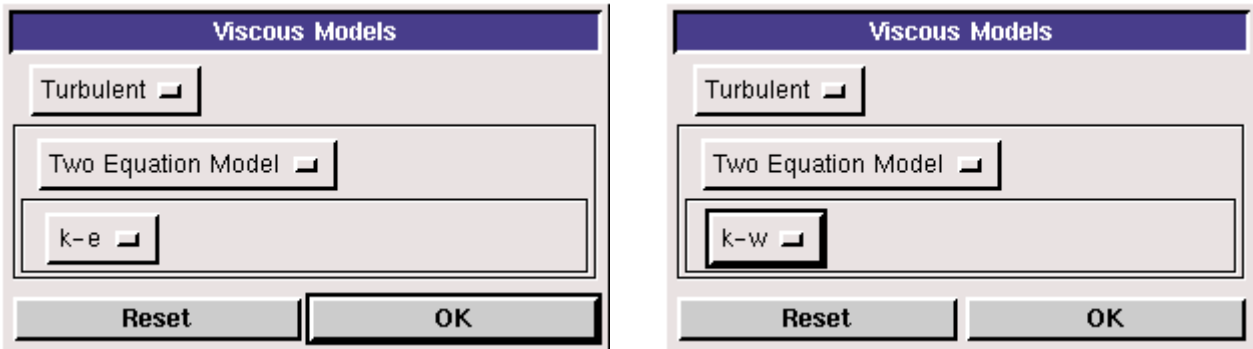 Viscous Models
Turbulent
Two Equation Model
k-e
Reset OK
Viscous Models
Turbulent
Two Equation Model
k-w
Reset OK